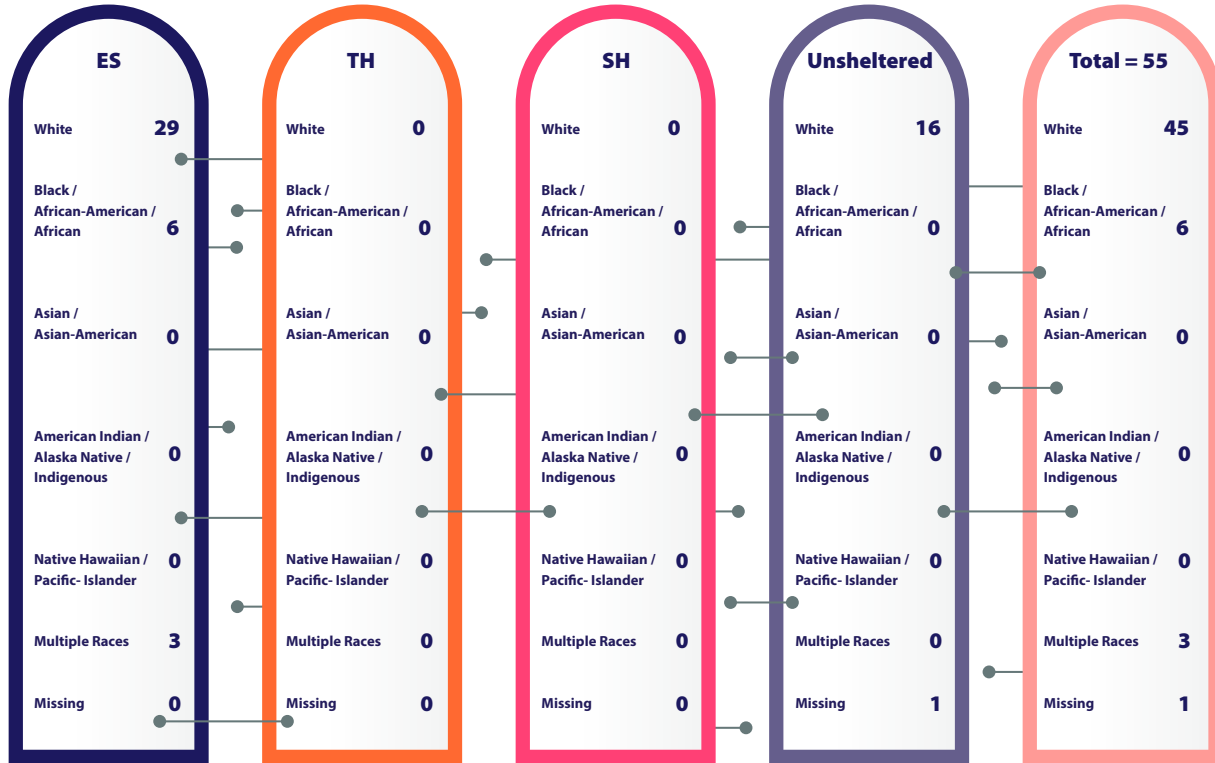 ES
White 29
Black /
African-American /
African 6
Asian /
Asian-American 0
American Indian /
Alaska Native / 0
Indigenous
Native Hawaiian / 0
Pacific- Islander
Multiple Races 3
Missing 0
TH
White 0
Black /
African-American /
African 0
Asian /
Asian-American 0
American Indian /
Alaska Native / 0
Indigenous
Native Hawaiian / 0
Pacific- Islander
Multiple Races 0
Missing 0
SH
White 0
Black /
African-American /
African 0
Asian /
Asian-American 0
American Indian /
Alaska Native / 0
Indigenous
Native Hawaiian / 0
Pacific- Islander
Multiple Races 0
Missing 0
Unsheltered
White 16
Black /
African-American /
African 0
Asian /
Asian-American 0
American Indian /
Alaska Native / 0
Indigenous
Native Hawaiian / 0
Pacific- Islander
Multiple Races 0
Missing 1
Total = 55
White 45
Black /
African-American /
African 6
Asian /
Asian-American 0
American Indian /
Alaska Native / 0
Indigenous
Native Hawaiian / 0
Pacific- Islander
Multiple Races 3
Missing 1